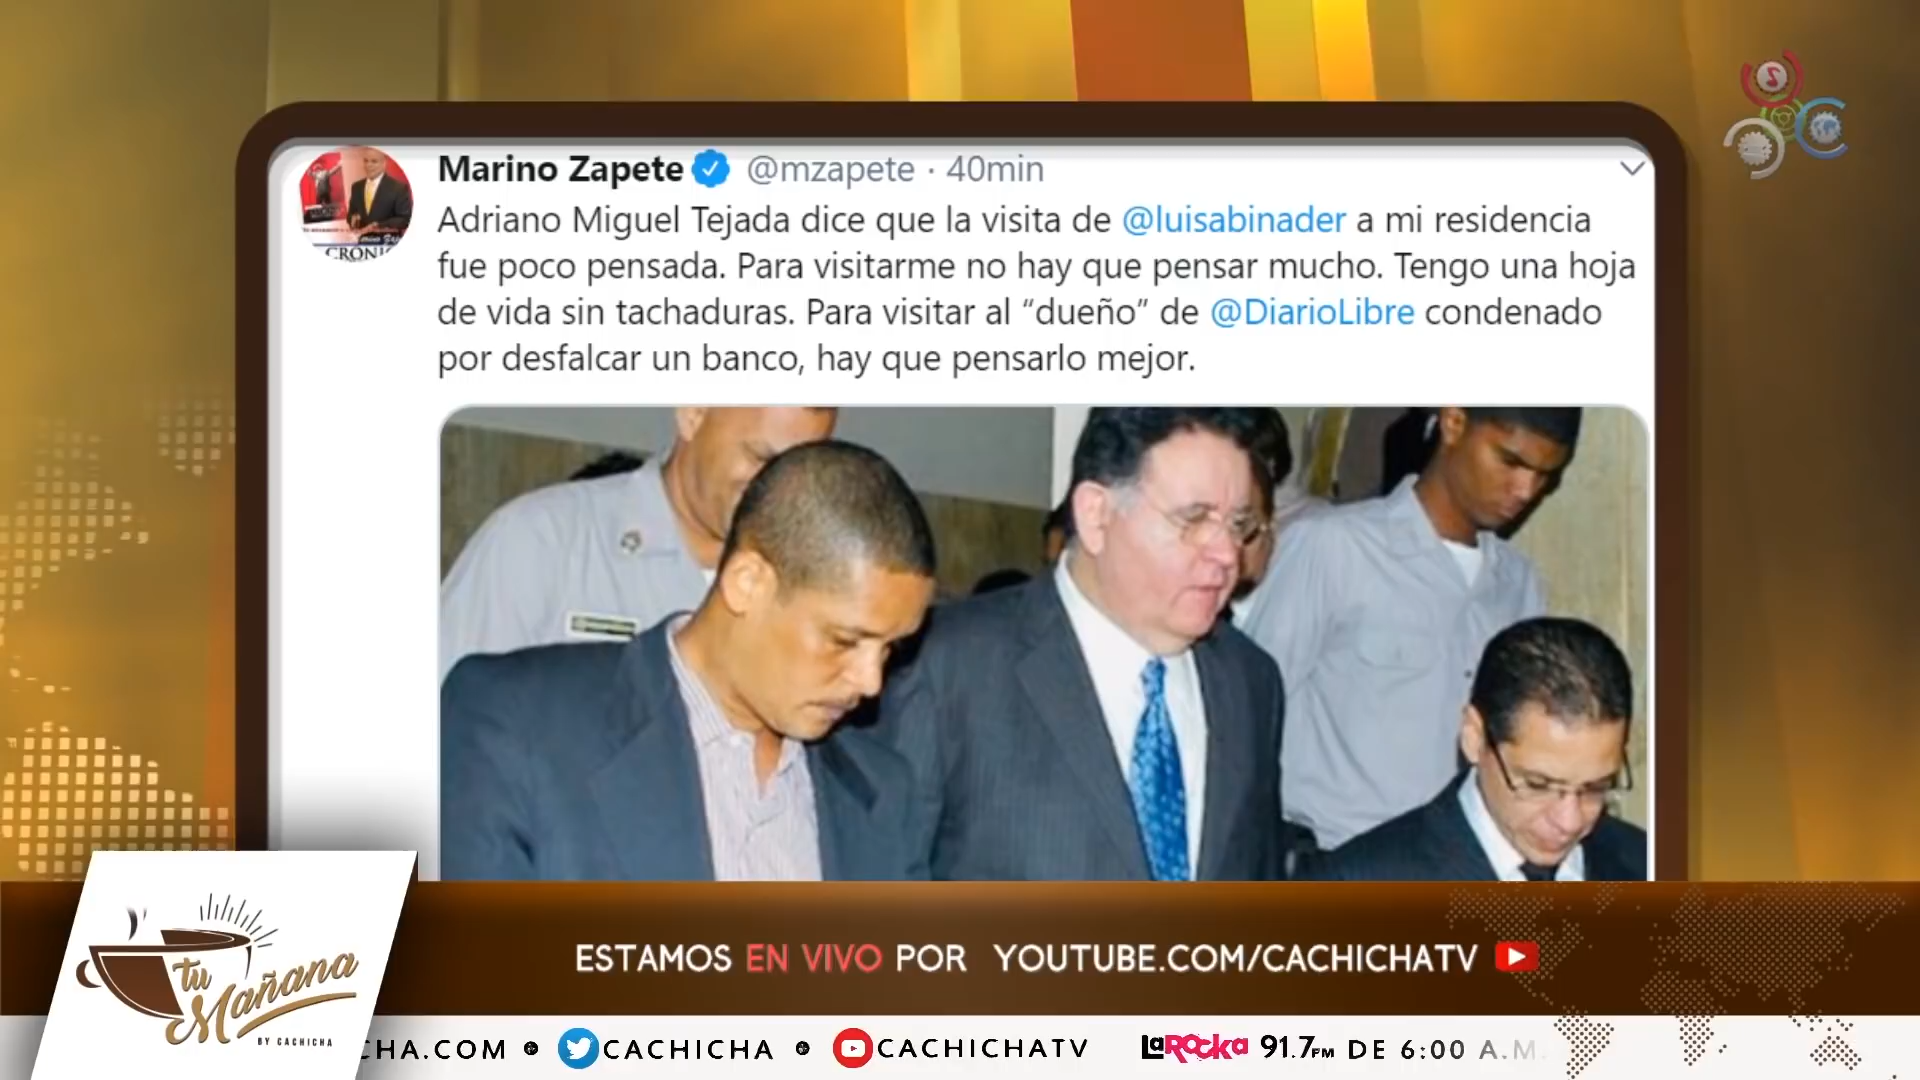 Marino Zapete @mzapete · 40min
Adriano Miguel Tejada dice que la visita de @luisabinader a mi residencia
fue poco pensada. Para visitarme no hay que pensar mucho. Tengo una hoja
de vida sin tachaduras. Para visitar al “dueño” de @DiarioLibre condenado
por desfalcar un banco, hay que pensarlo mejor.
ESTAMOS EN VIVO POR YOUTUBE.COM/CACHICHATV
tu
Mañana
BY CACHICHA
CHA.COM CACHICHA CACHICHATV LaROcKa 91.7FM DE 6:00 A.M.